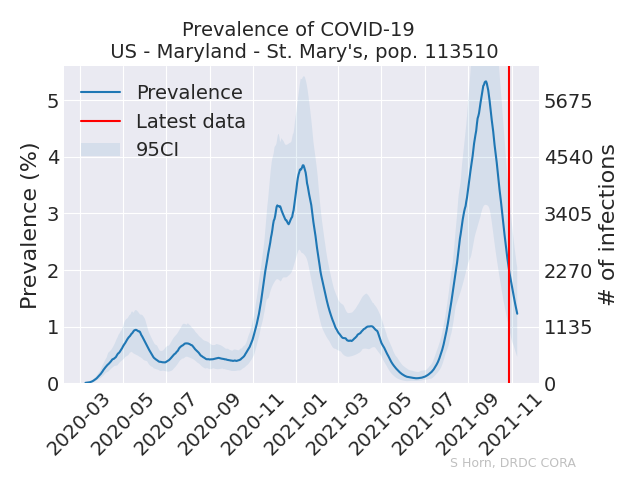 Prevalence of COVID-19
US - Maryland - St. Mary's, pop. 113510
Prevalence
Latest data
95CI
Prevalence (%)
5
4
3
2
1
0
5675
4540
3405
2270
1135
0
# of infections
2020-03
2020-05
2020-07
2020-09
2020-11
2021-01
2021-03
2021-05
2021-07
2021-09
2021-11
S Horn, DRDC CORA